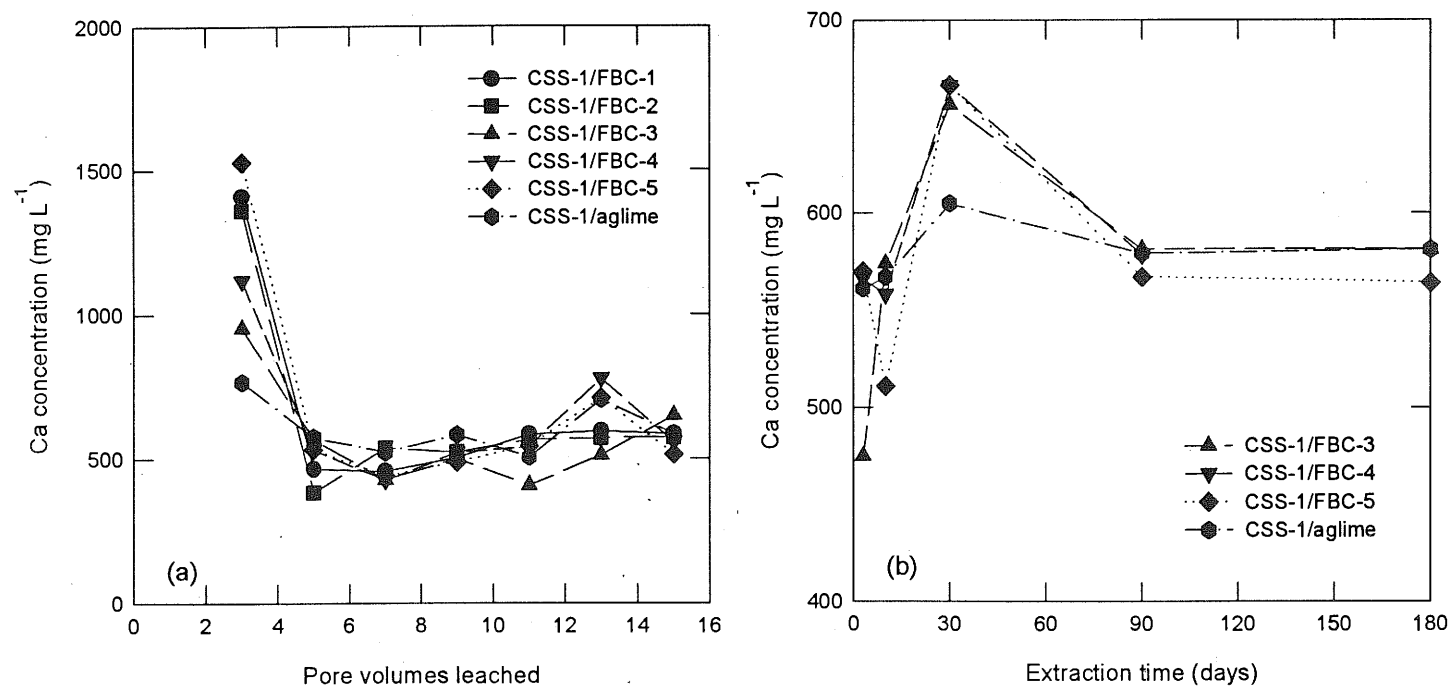 2000
1500
1000
500
0
Ca concentration (mg L⁻¹)
CSS-1/FBC-1
CSS-1/FBC-2
CSS-1/FBC-3
CSS-1/FBC-4
CSS-1/FBC-5
CSS-1/aglime
(a)
0 2 4 6 8 10 12 14 16
Pore volumes leached
700
600
500
400
Ca concentration (mg L⁻¹)
CSS-1/FBC-3
CSS-1/FBC-4
CSS-1/FBC-5
CSS-1/aglime
(b)
0 30 60 90 120 150 180
Extraction time (days)